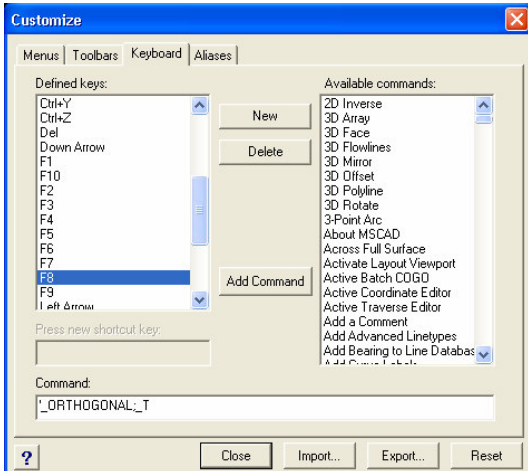 Customize
Menus Toolbars Keyboard Aliases
Defined keys:
Ctrl+Y
Ctrl+Z
Del
Down Arrow
F1
F10
F2
F3
F4
F5
F6
F7
F8
F9
Left Arrow
New
Delete
Add Command
Available commands:
2D Inverse
3D Array
3D Face
3D Flowlines
3D Mirror
3D Offset
3D Polyline
3D Rotate
3-Point Arc
About MSCAD
Across Full Surface
Activate Layout Viewport
Active Batch COGO
Active Coordinate Editor
Active Traverse Editor
Add a Comment
Add Advanced Linetypes
Add Bearing to Line Databas
Add Curve Labels
Press new shortcut key:
Command:
'_ORTHOGONAL;_T
? Close Import... Export... Reset